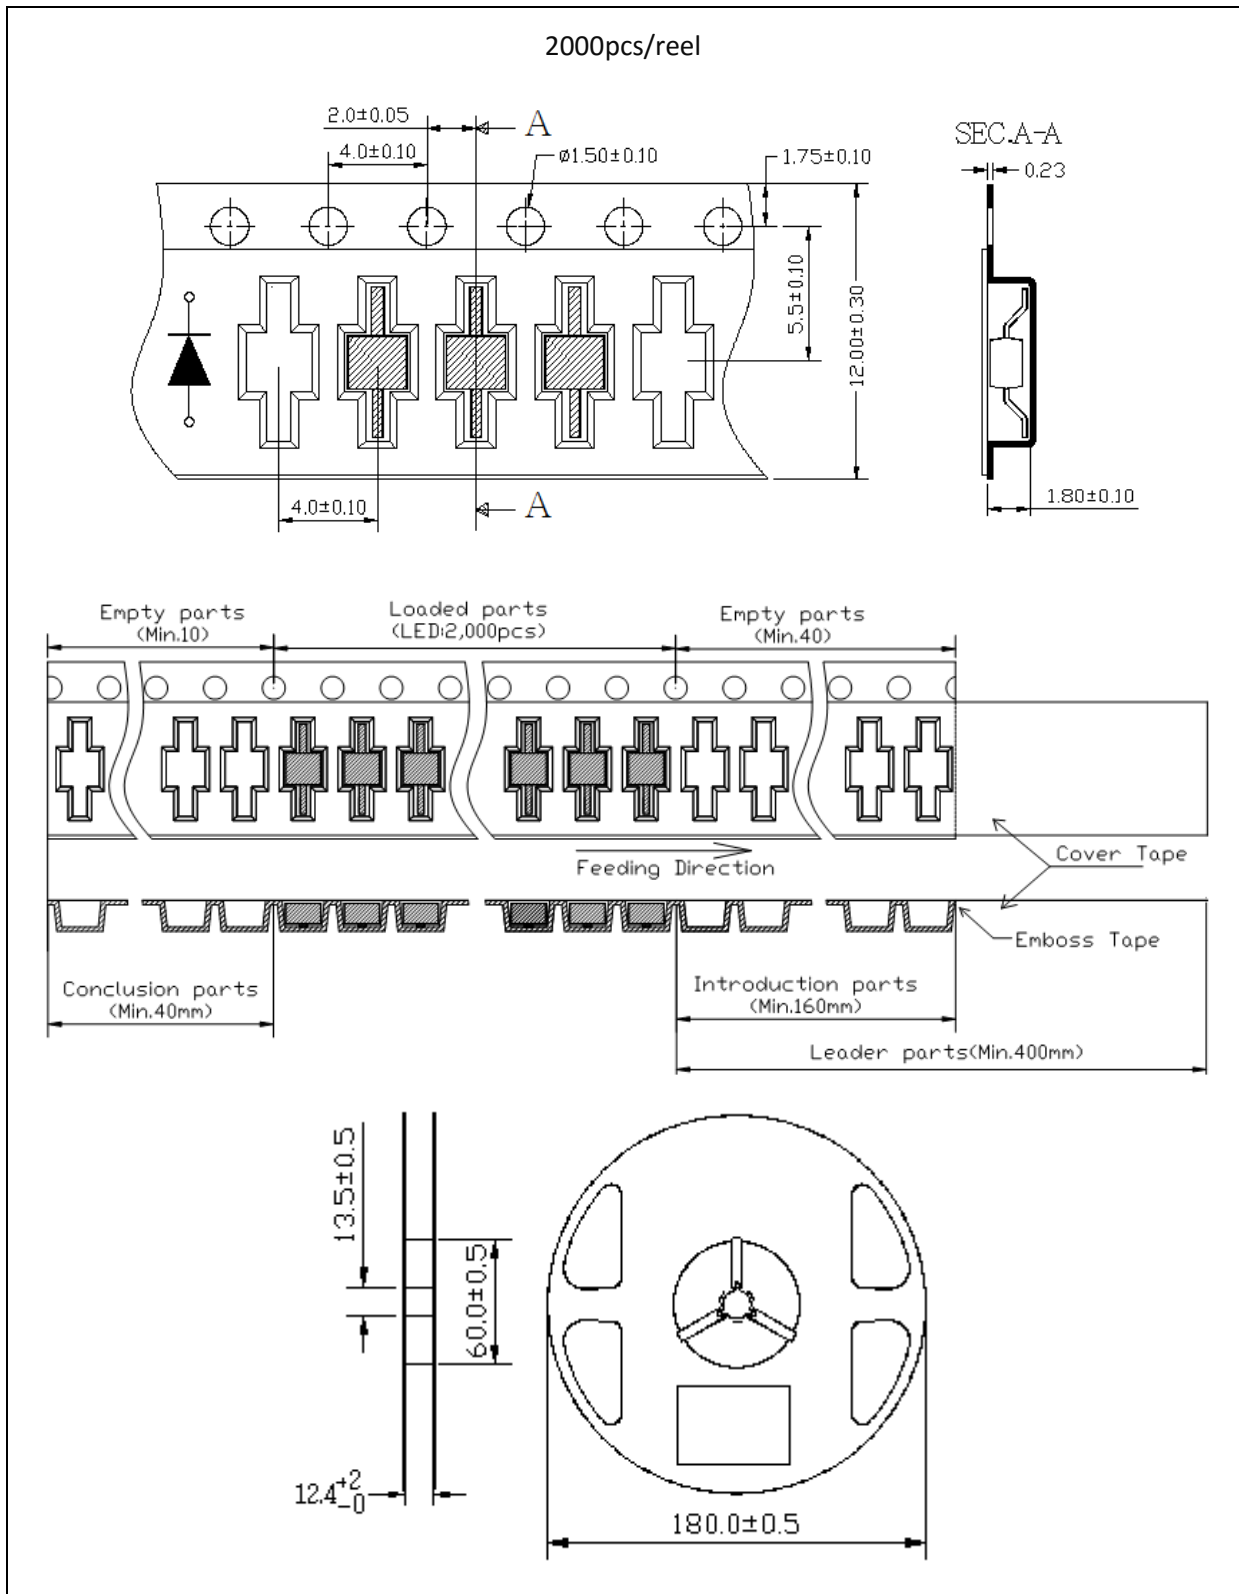 2000pcs/reel
2.0±0.05
A
4.0±0.10
ø1.50±0.10
1.75±0.10
SEC.A-A
0.23
5.5±0.10
12.00±0.30
4.0±0.10
A
1.80±0.10
Empty parts
(Min.10)
Loaded parts
(LED:2,000pcs)
Empty parts
(Min.40)
Feeding Direction
Cover Tape
Emboss Tape
Conclusion parts
(Min.40mm)
Introduction parts
(Min.160mm)
Leader parts(Min.400mm)
13.5±0.5
60.0±0.5
12.4+2-0
180.0±0.5